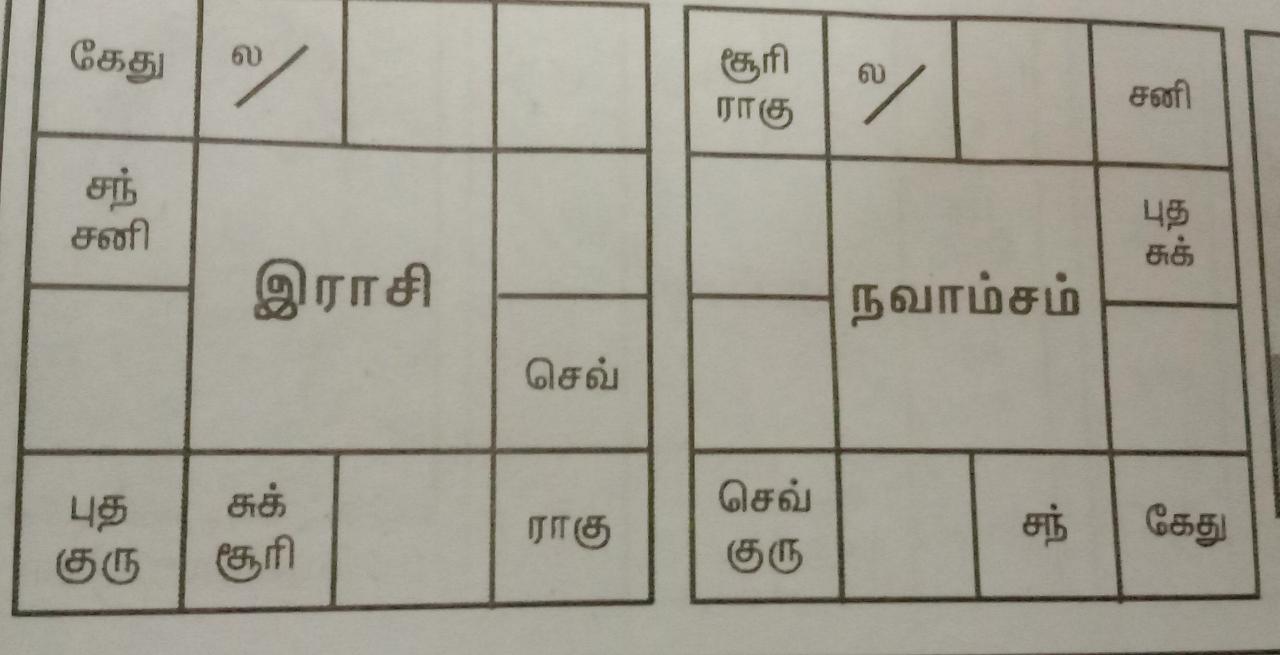 கேது
ல
சந்
சனி
இராசி
செவ்
புத
குரு
சுக்
சூரி
ராகு
சூரி
ராகு
ல
சனி
புத
சுக்
நவாம்சம்
செவ்
குரு
சந்
கேது